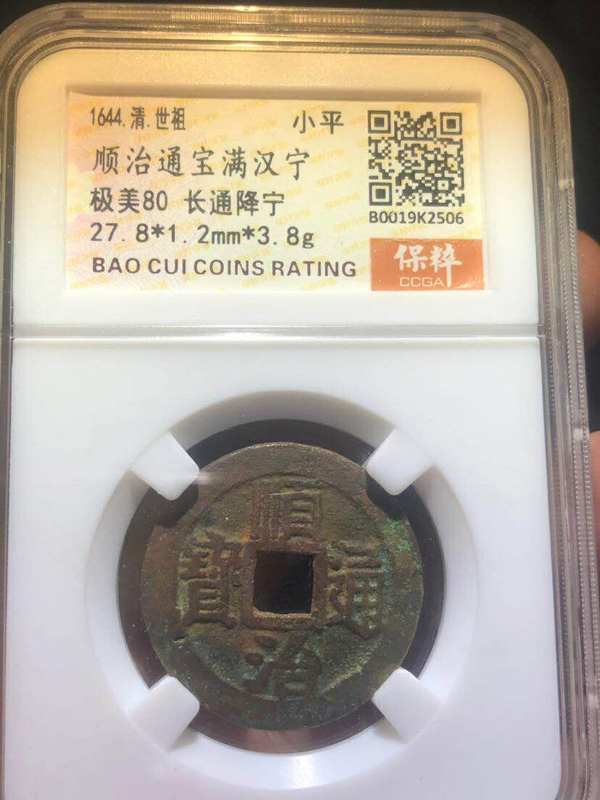 1644.清.世祖 小平
顺治通宝满汉宁
极美80 长通降宁
27.8*1.2mm*3.8g
BAO CUI COINS RATING
B0019K2506
保粹
CCGA
順
寶 通
治